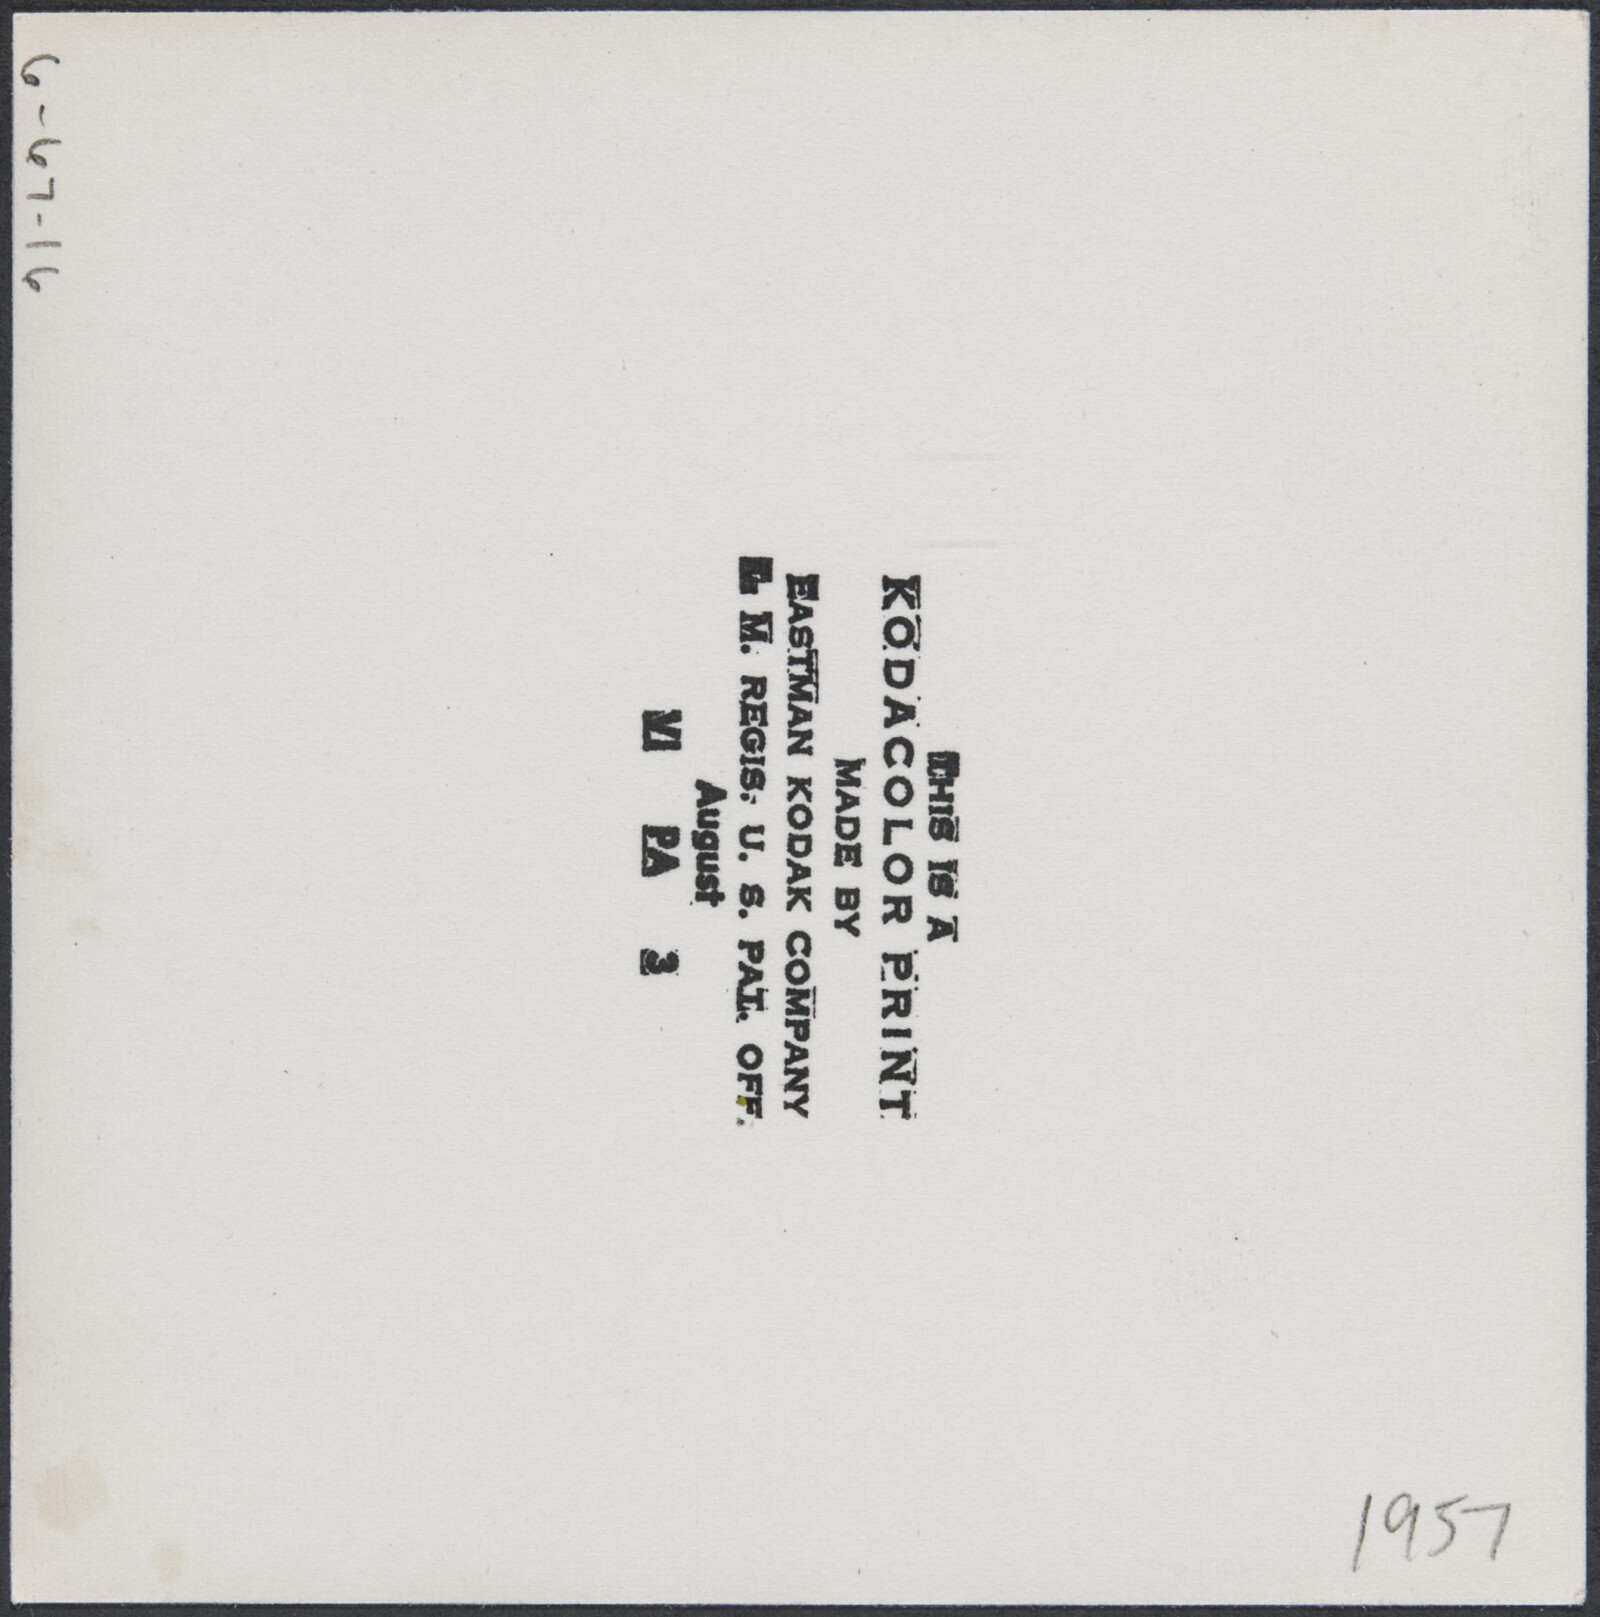 6-67-16
THIS IS A
KODACOLOR PRINT
MADE BY
EASTMAN KODAK COMPANY
T. M. REGIS. U. S. PAT. OFF.
August
VI PA 3
1957